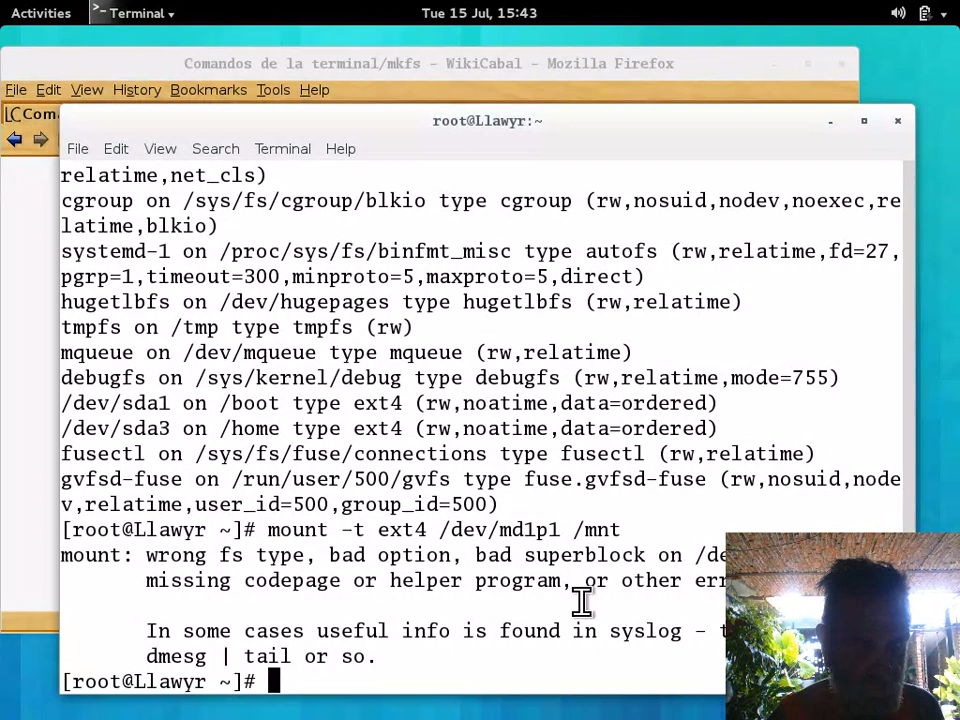 Activities Terminal Tue 15 Jul, 15:43
Comandos de la terminal/mkfs - WikiCabal - Mozilla Firefox
File Edit View History Bookmarks Tools Help
root@Llawyr:~
File Edit View Search Terminal Help
relatime,net_cls)
cgroup on /sys/fs/cgroup/blkio type cgroup (rw,nosuid,nodev,noexec,re
latime,blkio)
systemd-1 on /proc/sys/fs/binfmt_misc type autofs (rw,relatime,fd=27,
pgrp=1,timeout=300,minproto=5,maxproto=5,direct)
hugetlbfs on /dev/hugepages type hugetlbfs (rw,relatime)
tmpfs on /tmp type tmpfs (rw)
mqueue on /dev/mqueue type mqueue (rw,relatime)
debugfs on /sys/kernel/debug type debugfs (rw,relatime,mode=755)
/dev/sda1 on /boot type ext4 (rw,noatime,data=ordered)
/dev/sda3 on /home type ext4 (rw,noatime,data=ordered)
fusectl on /sys/fs/fuse/connections type fusectl (rw,relatime)
gvfsd-fuse on /run/user/500/gvfs type fuse.gvfsd-fuse (rw,nosuid,node
v,relatime,user_id=500,group_id=500)
[root@Llawyr ~]# mount -t ext4 /dev/md1p1 /mnt
mount: wrong fs type, bad option, bad superblock on
missing codepage or helper program, or other
In some cases useful info is found in syslog -
dmesg | tail or so.
[root@Llawyr ~]#